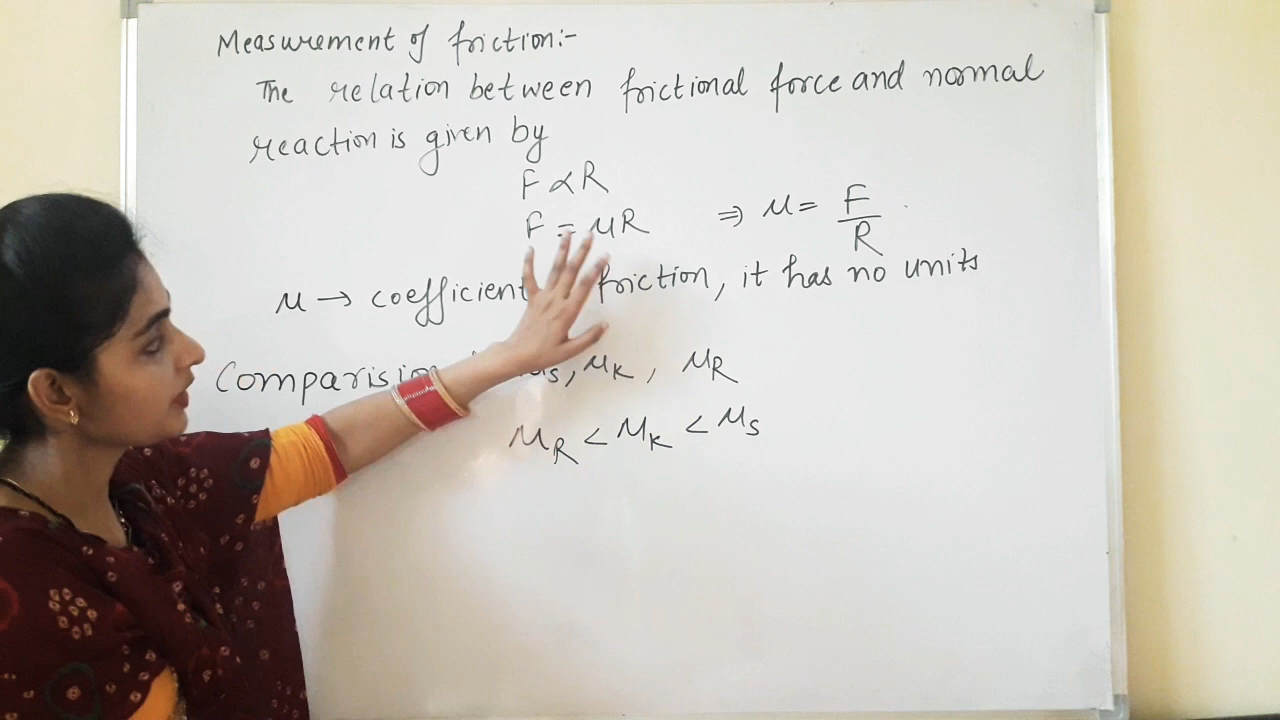 Measurement of friction:-
The relation between frictional force and normal
reaction is given by
F ∝ R
F = μR ⇒ μ = F/R
μ → coefficient friction, it has no units
Comparision μK, μR
μR < μK < μS